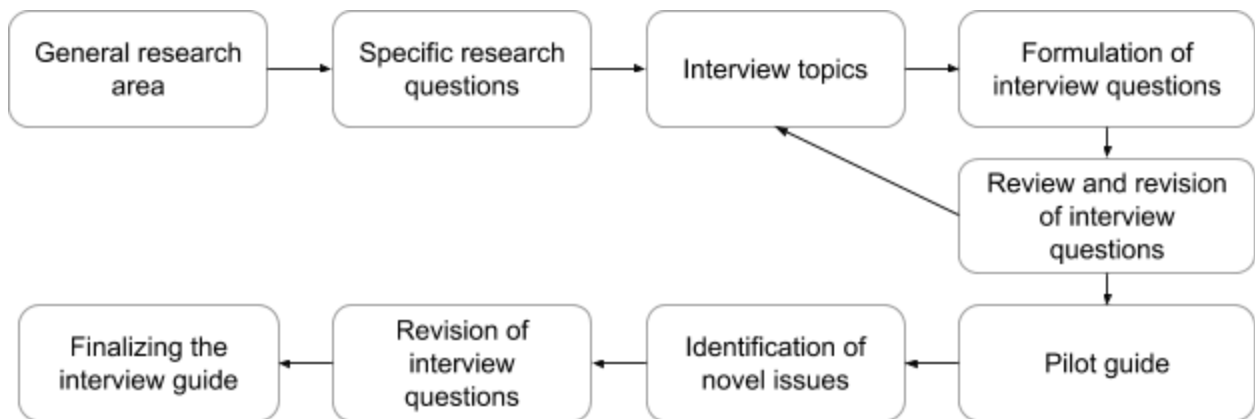 General research
area
Specific research
questions
Interview topics
Formulation of
interview questions
Review and revision
of interview
questions
Pilot guide
Identification of
novel issues
Revision of
interview
questions
Finalizing the
interview guide